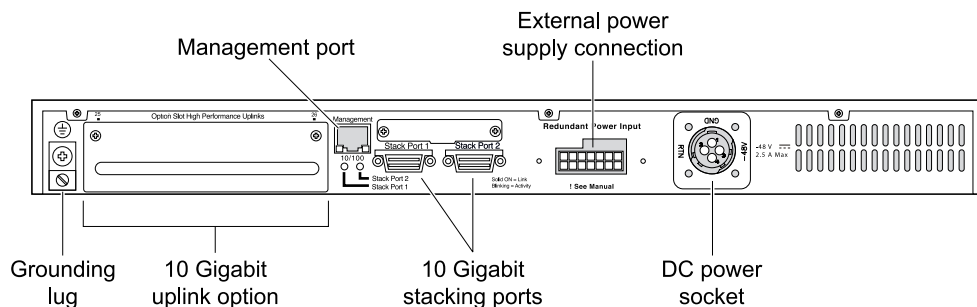 External power
supply connection
Management port
25
Option Slot High Performance Uplinks
26
Management
10/100
Stack Port 1
Stack Port 2
Stack Port 2
Stack Port 1
Solid ON = Link
Blinking = Activity
Redundant Power Input
! See Manual
GND
RTN
-48V
-48 V
2.5 A Max
Grounding
lug
10 Gigabit
uplink option
10 Gigabit
stacking ports
DC power
socket